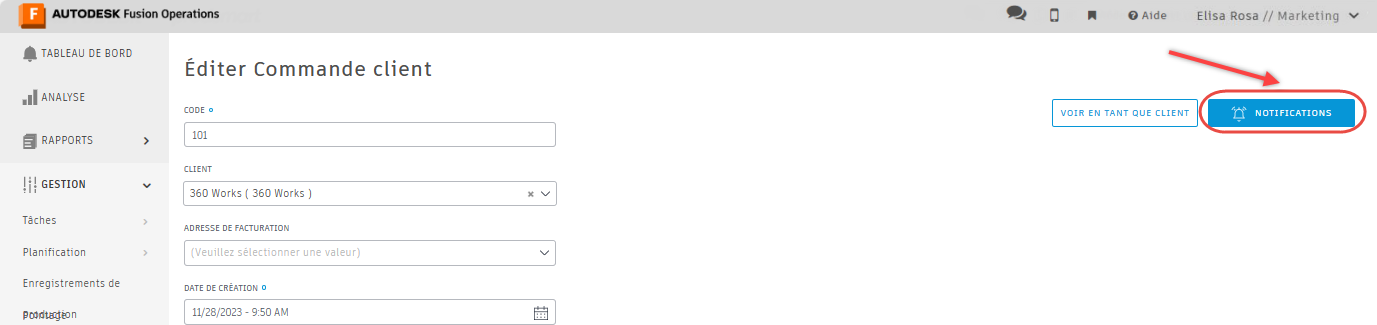 F AUTODESK Fusion Operations
Aide
Elisa Rosa // Marketing
TABLEAU DE BORD
ANALYSE
RAPPORTS
GESTION
Tâches
Planification
Enregistrements de
production
Pointage
Éditer Commande client
CODE
101
VOIR EN TANT QUE CLIENT
NOTIFICATIONS
CLIENT
360 Works ( 360 Works )
ADRESSE DE FACTURATION
(Veuillez sélectionner une valeur)
DATE DE CRÉATION
11/28/2023 - 9:50 AM